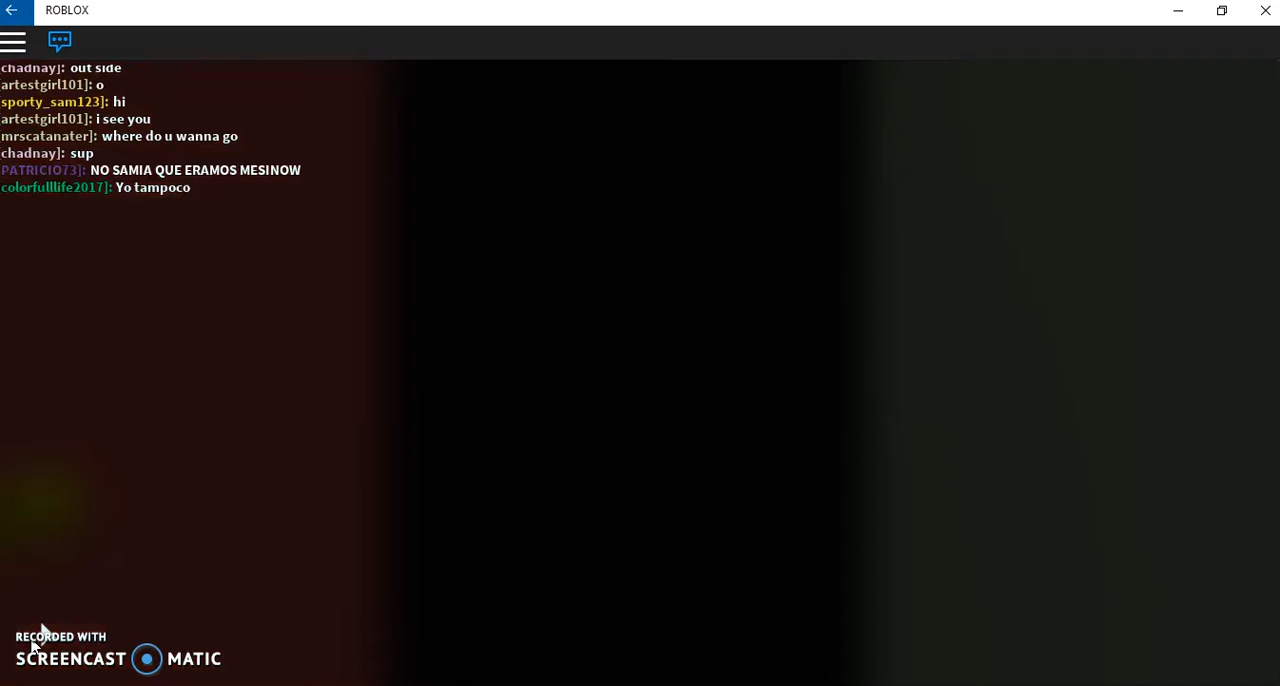 ROBLOX
[chadnay]: out side
[artestgirl101]: o
[sporty_sam123]: hi
[artestgirl101]: i see you
[mrscatanater]: where do u wanna go
[chadnay]: sup
PATRICIO73]: NO SAMIA QUE ERAMOS MESINOW
[colorfulllife2017]: Yo tampoco
RECORDED WITH
SCREENCAST MATIC